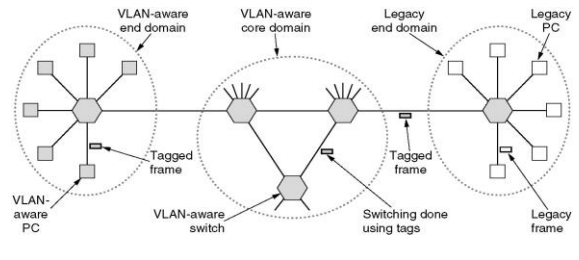 VLAN-aware
end domain
VLAN-aware
core domain
Legacy
end domain
Legacy
PC
Tagged
frame
Tagged
frame
VLAN-
aware
PC
VLAN-aware
switch
Switching done
using tags
Legacy
frame